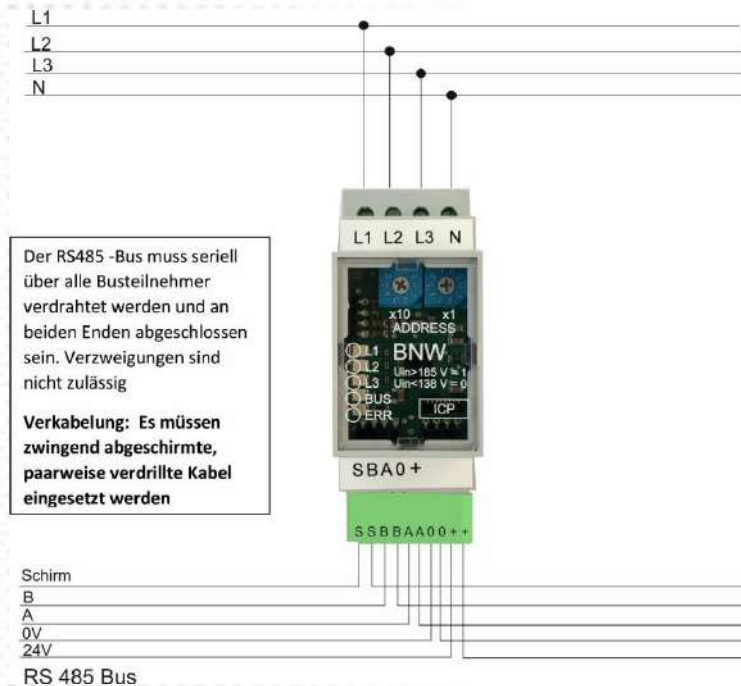 L1
L2
L3
N
L1 L2 L3 N
Der RS485 -Bus muss seriell
über alle Busteilnehmer
verdrahtet werden und an
beiden Enden abgeschlossen
sein. Verzweigungen sind
nicht zulässig
Verkabelung: Es müssen
zwingend abgeschirmte,
paarweise verdrillte Kabel
eingesetzt werden
x10 x1
ADDRESS
L1 BNW
L2 Uin>185 V = 1
L3 Uin<138 V = 0
BUS
ERR ICP
SBA0+
SSBBAA00++
Schirm
B
A
0V
24V
RS 485 Bus